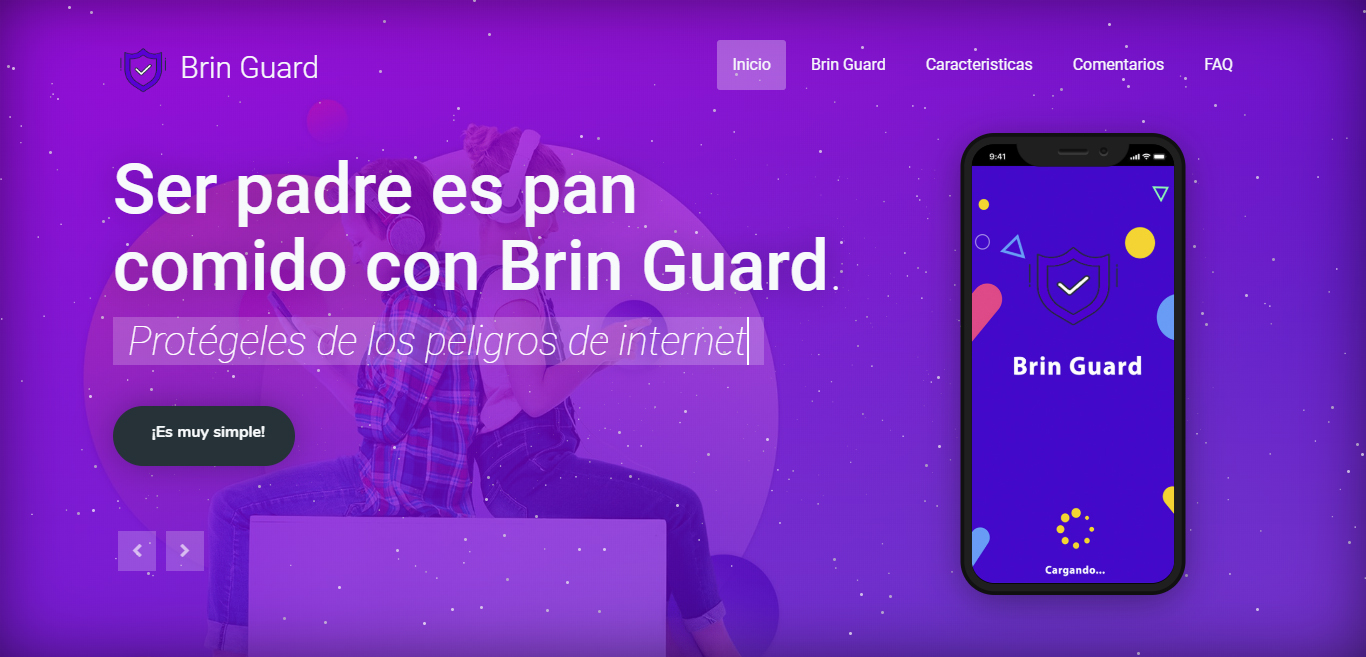 Brin Guard
Inicio
Brin Guard
Caracteristicas
Comentarios
FAQ
Ser padre es pan
comido con Brin Guard.
Protégeles de los peligros de internet
¡Es muy simple!
9:41
Brin Guard
Cargando...